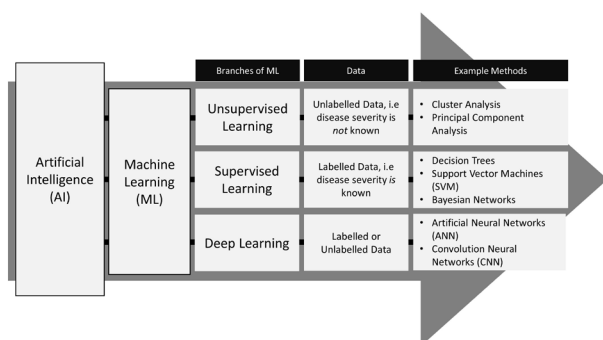 Branches of ML
Data
Example Methods
Artificial
Intelligence
(AI)
Machine
Learning
(ML)
Unsupervised
Learning
Unlabelled Data, i.e
disease severity is
not known
• Cluster Analysis
• Principal Component
Analysis
Supervised
Learning
Labelled Data, i.e
disease severity is
known
• Decision Trees
• Support Vector Machines
(SVM)
• Bayesian Networks
Deep Learning
Labelled or
Unlabelled Data
• Artificial Neural Networks
(ANN)
• Convolution Neural
Networks (CNN)